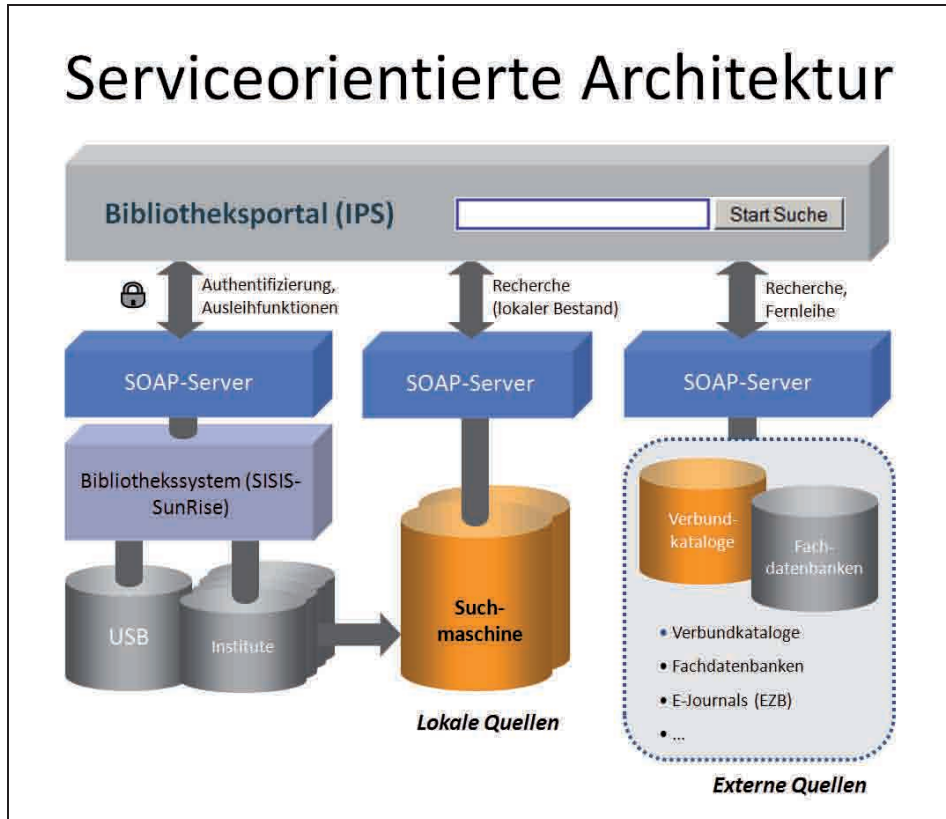 Serviceorientierte Architektur
Bibliotheksportal (IPS)
Start Suche
Authentifizierung,
Ausleihfunktionen
Recherche
(lokaler Bestand)
Recherche,
Fernleihe
SOAP-Server
SOAP-Server
SOAP-Server
Bibliothekssystem (SISIS-
SunRise)
USB
Institute
Such-
maschine
Lokale Quellen
Verbund-
kataloge
Fach-
datenbanken
• Verbundkataloge
• Fachdatenbanken
• E-Journals (EZB)
• ...
Externe Quellen